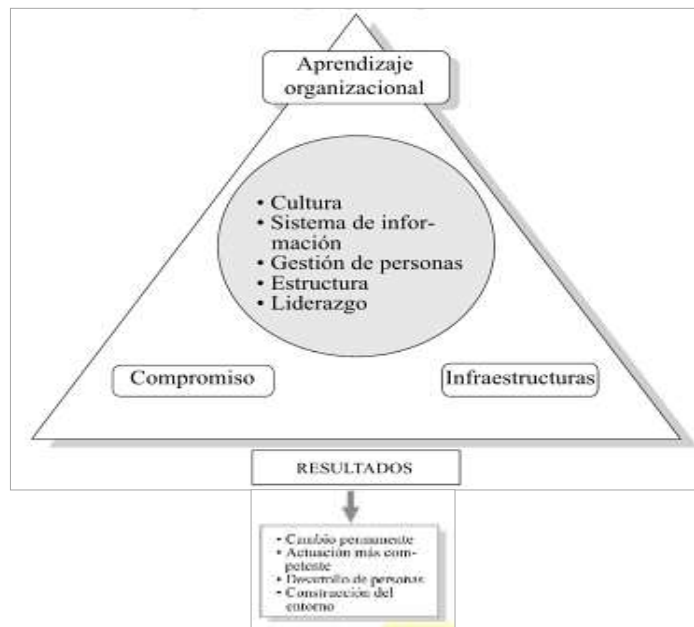 Aprendizaje
organizacional
• Cultura
• Sistema de infor-
mación
• Gestión de personas
• Estructura
• Liderazgo
Compromiso
Infraestructuras
RESULTADOS
• Cambio permanente
• Actuación más com-
petente
• Desarrollo de personas
• Construcción del
entorno